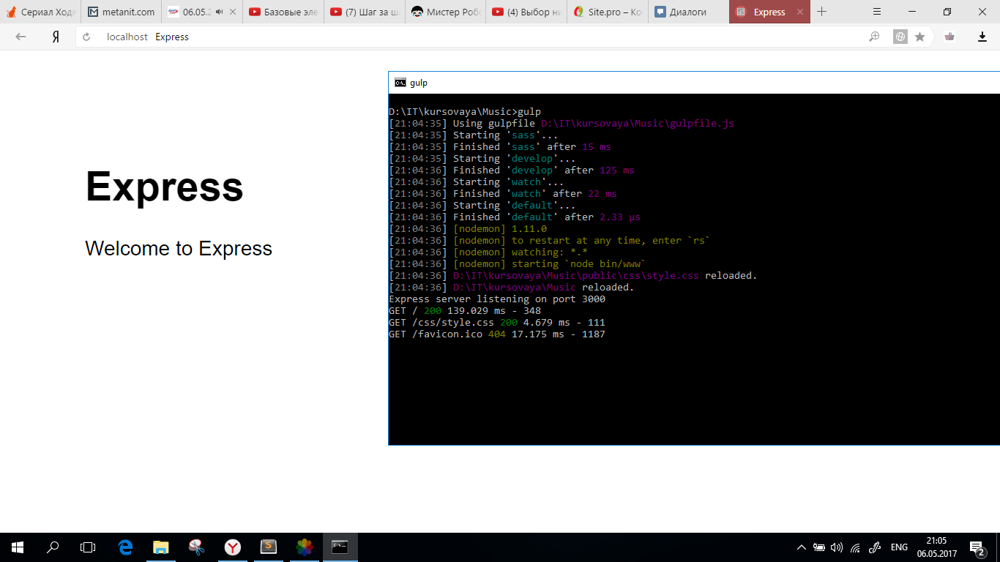 Сериал Ходя
metanit.com
06.05.2
Базовые эле
(7) Шаг за ша
Мистер Робо
(4) Выбор ни
Site.pro – Ко
Диалоги
Express
localhost Express
gulp
D:\IT\kursovaya\Music>gulp
[21:04:35] Using gulpfile D:\IT\kursovaya\Music\gulpfile.js
[21:04:35] Starting 'sass'...
[21:04:35] Finished 'sass' after 15 ms
[21:04:35] Starting 'develop'...
[21:04:36] Finished 'develop' after 125 ms
[21:04:36] Starting 'watch'...
[21:04:36] Finished 'watch' after 22 ms
[21:04:36] Starting 'default'...
[21:04:36] Finished 'default' after 2.33 μs
[21:04:36] [nodemon] 1.11.0
[21:04:36] [nodemon] to restart at any time, enter `rs`
[21:04:36] [nodemon] watching: *.*
[21:04:36] [nodemon] starting `node bin/www`
[21:04:36] D:\IT\kursovaya\Music\public\css\style.css reloaded.
[21:04:36] D:\IT\kursovaya\Music reloaded.
Express server listening on port 3000
GET / 200 139.029 ms - 348
GET /css/style.css 200 4.679 ms - 111
GET /favicon.ico 404 17.175 ms - 1187
Express
Welcome to Express
ENG
21:05
06.05.2017
2